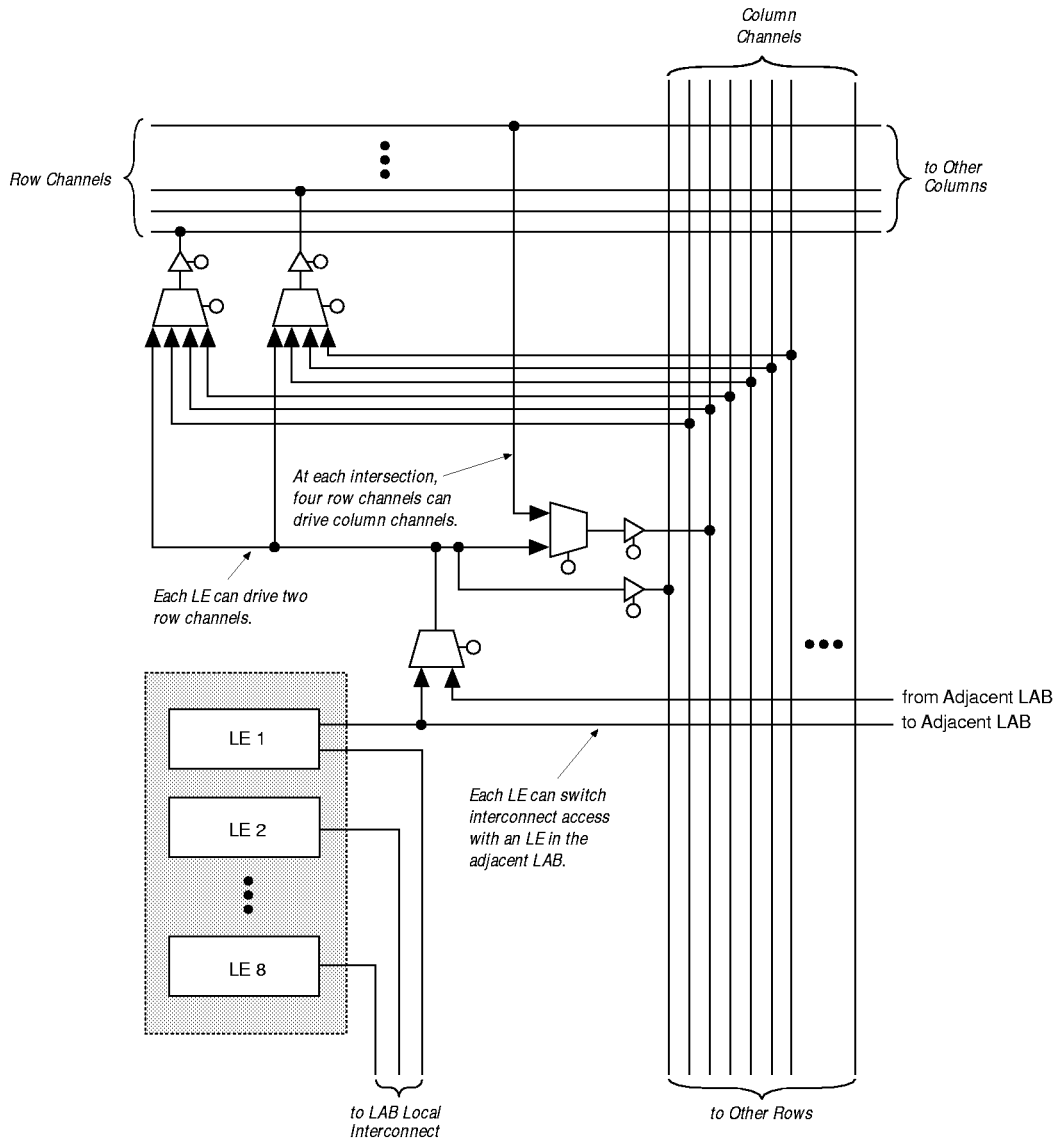 Column
Channels
Row Channels
to Other
Columns
At each intersection,
four row channels can
drive column channels.
Each LE can drive two
row channels.
from Adjacent LAB
to Adjacent LAB
LE 1
Each LE can switch
interconnect access
with an LE in the
adjacent LAB.
LE 2
LE 8
to LAB Local
Interconnect
to Other Rows